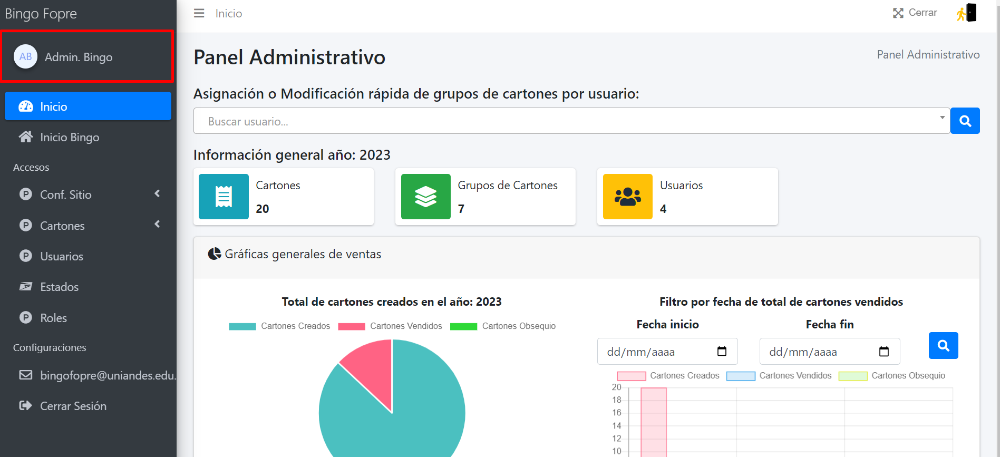 Bingo Fopre
AB Admin. Bingo
Inicio
Inicio Bingo
Accesos
Conf. Sitio
Cartones
Usuarios
Estados
Roles
Configuraciones
bingofopre@uniandes.edu.
Cerrar Sesión
Inicio
Cerrar
Panel Administrativo
Panel Administrativo
Asignación o Modificación rápida de grupos de cartones por usuario:
Buscar usuario...
Información general año: 2023
Cartones
20
Grupos de Cartones
7
Usuarios
4
Gráficas generales de ventas
Total de cartones creados en el año: 2023
Cartones Creados Cartones Vendidos Cartones Obsequio
Filtro por fecha de total de cartones vendidos
Fecha inicio Fecha fin
dd/mm/aaaa dd/mm/aaaa
Cartones Creados Cartones Vendidos Cartones Obsequio
20
18
16
14
12
10